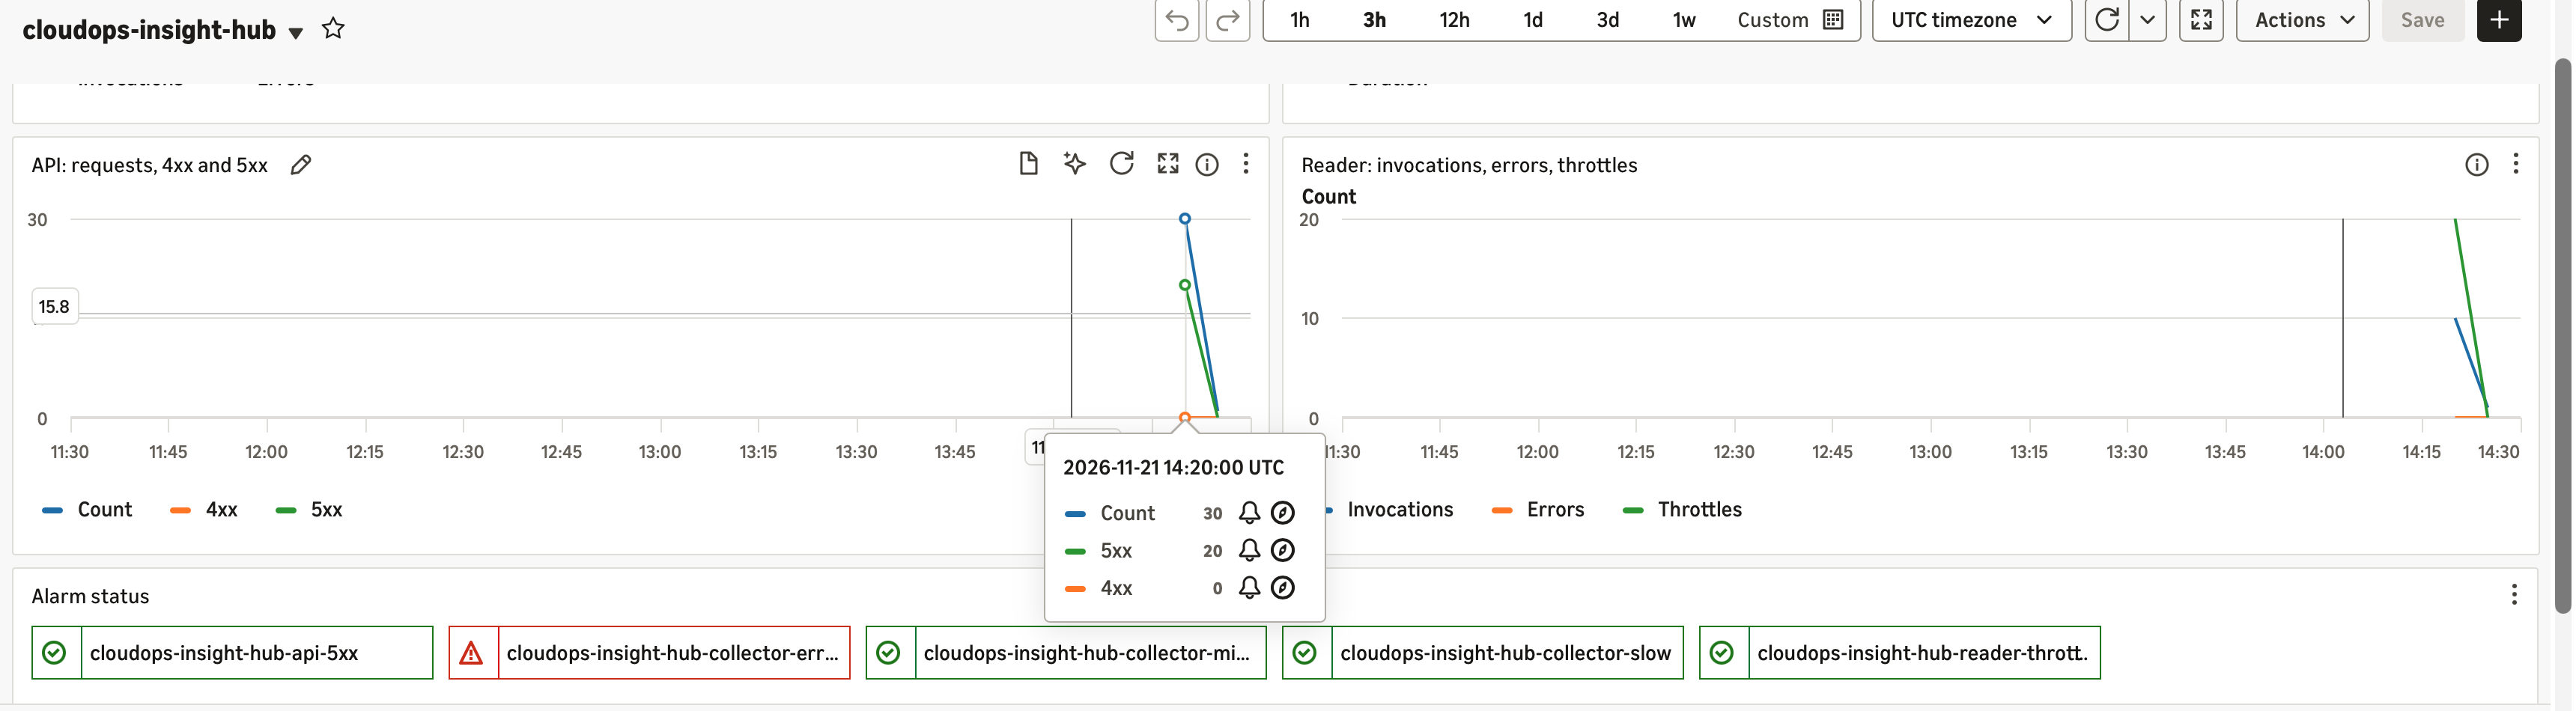 cloudops-insight-hub
1h 3h 12h 1d 3d 1w Custom UTC timezone Actions Save
API: requests, 4xx and 5xx
30
15.8
0
11:30 11:45 12:00 12:15 12:30 12:45 13:00 13:15 13:30 13:45
Count 4xx 5xx
2026-11-21 14:20:00 UTC
Count 30
5xx 20
4xx 0
Reader: invocations, errors, throttles
Count
20
10
0
11:45 12:00 12:15 12:30 12:45 13:00 13:15 13:30 13:45 14:00 14:15 14:30
Invocations Errors Throttles
Alarm status
cloudops-insight-hub-api-5xx
cloudops-insight-hub-collector-err...
cloudops-insight-hub-collector-mi...
cloudops-insight-hub-collector-slow
cloudops-insight-hub-reader-thrott.